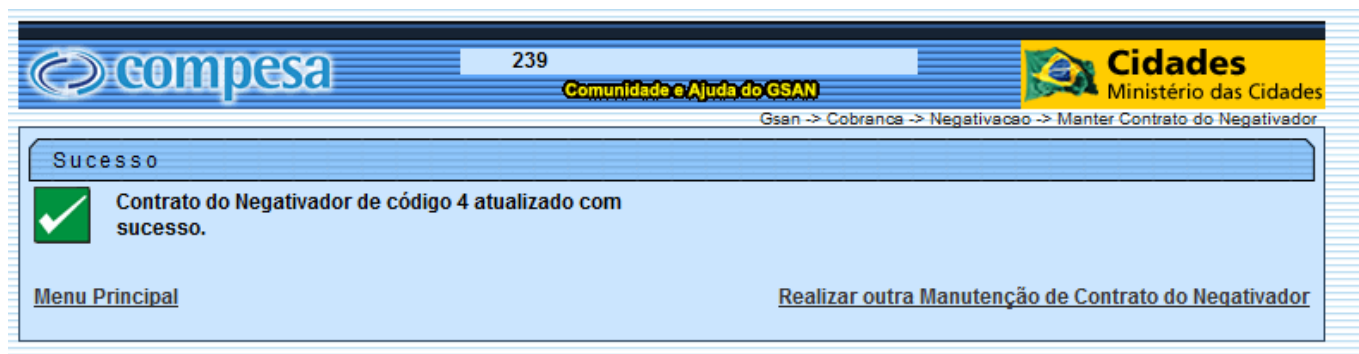 compesa
239
Comunidade e Ajuda do GSAN
Cidades
Ministério das Cidades
Gsan -> Cobranca -> Negativacao -> Manter Contrato do Negativador
Sucesso
Contrato do Negativador de código 4 atualizado com
sucesso.
Menu Principal
Realizar outra Manutenção de Contrato do Negativador